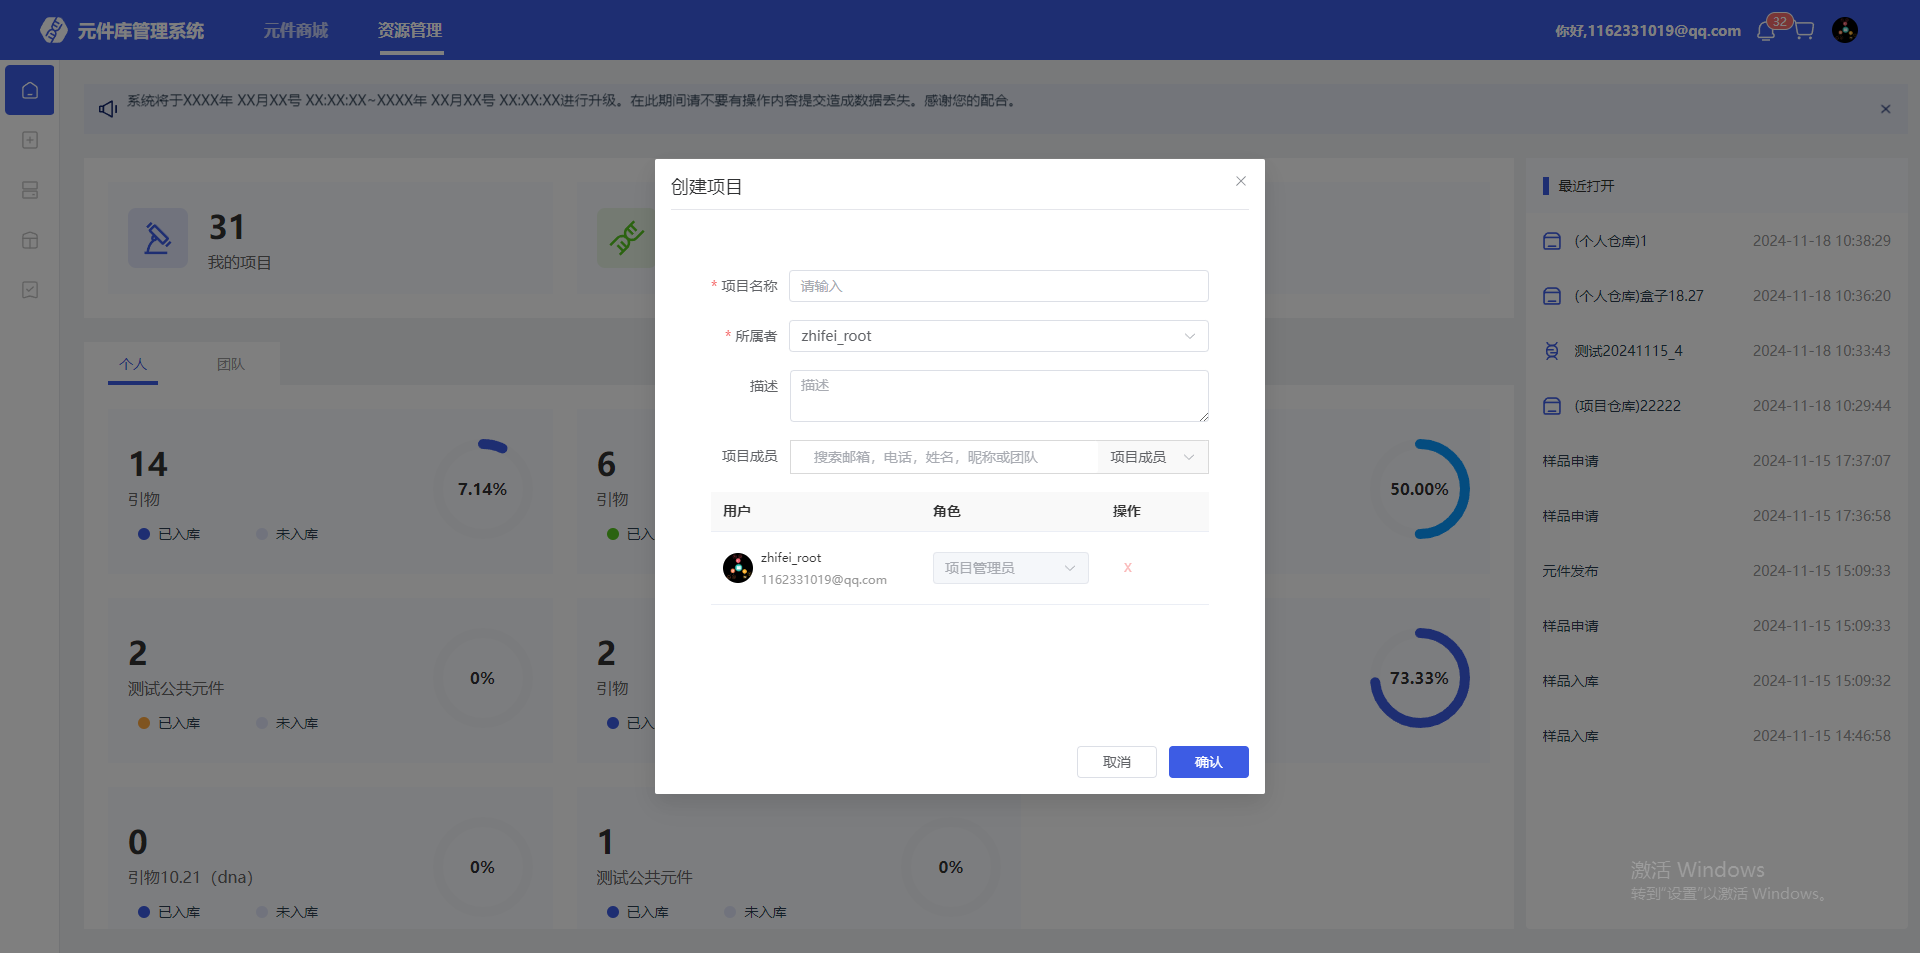 元件库管理系统
元件商城
资源管理
你好,1162331019@qq.com
32
系统将于XXXX年 XX月XX号 XX:XX:XX~XXXX年 XX月XX号 XX:XX:XX进行升级。在此期间请不要有操作内容提交造成数据丢失。感谢您的配合。
31
我的项目
个人
团队
14
引物
7.14%
已入库
未入库
6
引物
已入
50.00%
2
测试公共元件
0%
已入库
未入库
2
引物
已入
73.33%
0
引物10.21（dna）
0%
已入库
未入库
1
测试公共元件
0%
已入库
未入库
创建项目
* 项目名称
请输入
* 所属者
zhifei_root
描述
描述
项目成员
搜索邮箱，电话，姓名，昵称或团队
项目成员
用户
角色
操作
zhifei_root
1162331019@qq.com
项目管理员
x
取消
确认
最近打开
(个人仓库)1
2024-11-18 10:38:29
(个人仓库)盒子18.27
2024-11-18 10:36:20
测试20241115_4
2024-11-18 10:33:43
(项目仓库)22222
2024-11-18 10:29:44
样品申请
2024-11-15 17:37:07
样品申请
2024-11-15 17:36:58
元件发布
2024-11-15 15:09:33
样品申请
2024-11-15 15:09:33
样品入库
2024-11-15 15:09:32
样品入库
2024-11-15 14:46:58
激活 Windows
转到"设置"以激活 Windows。